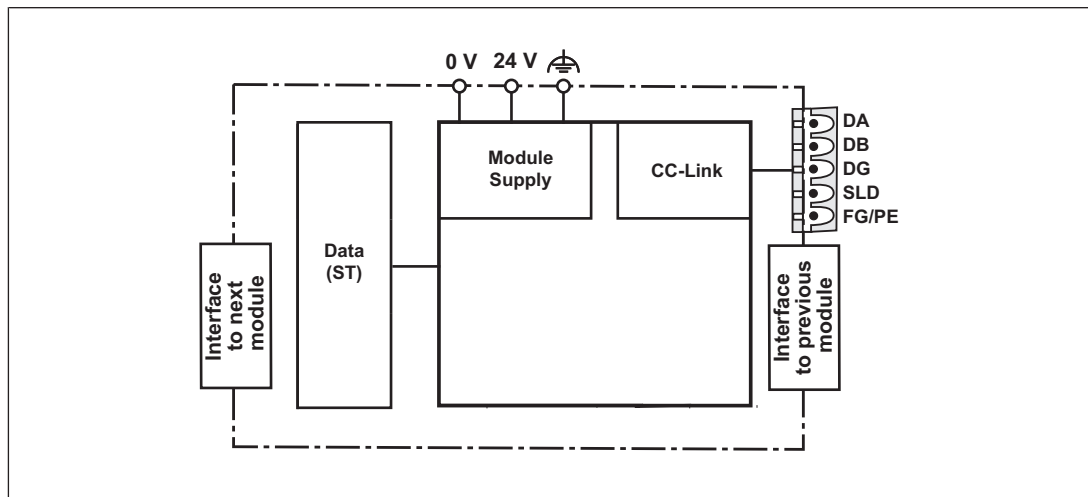 0 V 24 V
DA
DB
DG
SLD
FG/PE
Module
Supply
CC-Link
Data
(ST)
Interface
to next
module
Interface
to previous
module